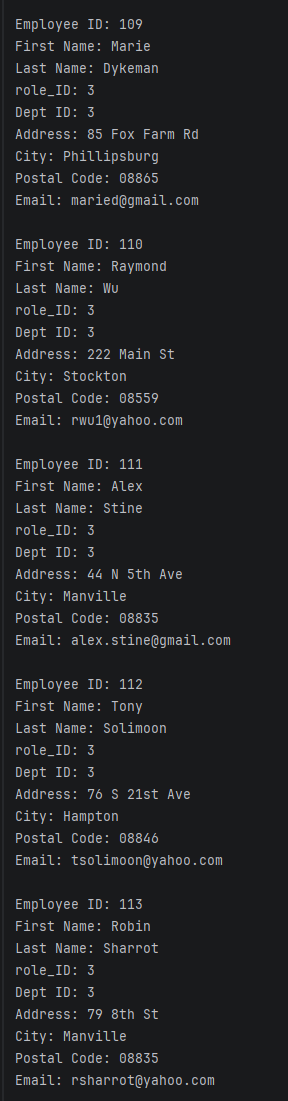 Employee ID: 109
First Name: Marie
Last Name: Dykeman
role_ID: 3
Dept ID: 3
Address: 85 Fox Farm Rd
City: Phillipsburg
Postal Code: 08865
Email: maried@gmail.com

Employee ID: 110
First Name: Raymond
Last Name: Wu
role_ID: 3
Dept ID: 3
Address: 222 Main St
City: Stockton
Postal Code: 08559
Email: rwu1@yahoo.com

Employee ID: 111
First Name: Alex
Last Name: Stine
role_ID: 3
Dept ID: 3
Address: 44 N 5th Ave
City: Manville
Postal Code: 08835
Email: alex.stine@gmail.com

Employee ID: 112
First Name: Tony
Last Name: Solimoon
role_ID: 3
Dept ID: 3
Address: 76 S 21st Ave
City: Hampton
Postal Code: 08846
Email: tsolimoon@yahoo.com

Employee ID: 113
First Name: Robin
Last Name: Sharrot
role_ID: 3
Dept ID: 3
Address: 79 8th St
City: Manville
Postal Code: 08835
Email: rsharrot@yahoo.com